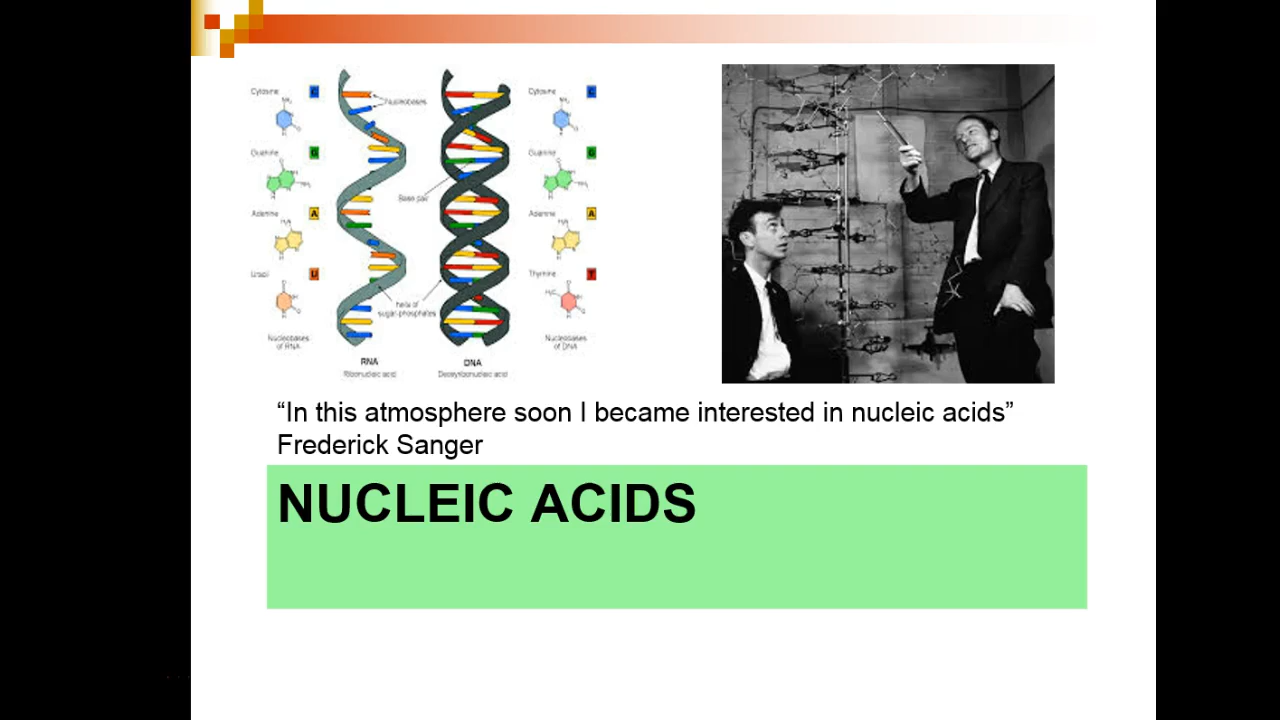 Cytosine
C
Nucleobases
Cytosine
C
Guanine
G
Guanine
G
Base pair
Adenine
A
Adenine
A
Uracil
U
Thymine
T
helix of
sugar-phosphates
Nucleobases
of RNA
Nucleobases
of DNA
RNA
Ribonucleic acid
DNA
Deoxyribonucleic acid
“In this atmosphere soon I became interested in nucleic acids”
Frederick Sanger
NUCLEIC ACIDS